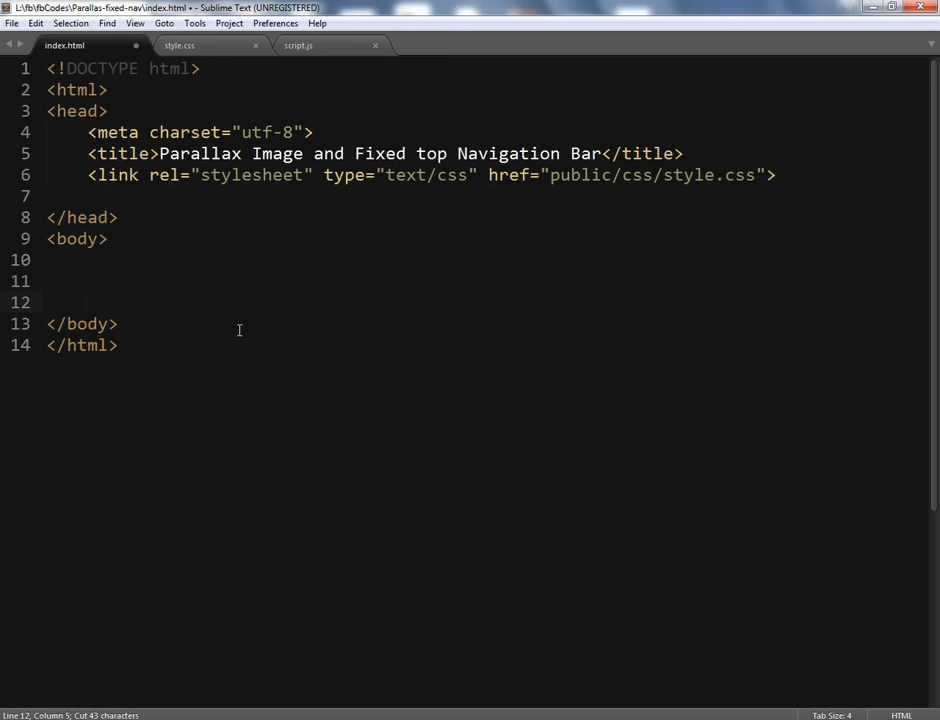 L:\fb\fbCodes\Parallas-fixed-nav\index.html • - Sublime Text (UNREGISTERED)
File Edit Selection Find View Goto Tools Project Preferences Help
index.html style.css script.js
1 <!DOCTYPE html>
2 <html>
3 <head>
4 <meta charset="utf-8">
5 <title>Parallax Image and Fixed top Navigation Bar</title>
6 <link rel="stylesheet" type="text/css" href="public/css/style.css">
7
8 </head>
9 <body>
10
11
12
13 </body>
14 </html>
Line 12, Column 5; Cut 43 characters Tab Size: 4 HTML